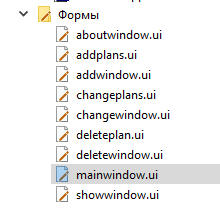 Формы
aboutwindow.ui
addplans.ui
addwindow.ui
changeplans.ui
changewindow.ui
deleteplan.ui
deletewindow.ui
mainwindow.ui
showwindow.ui